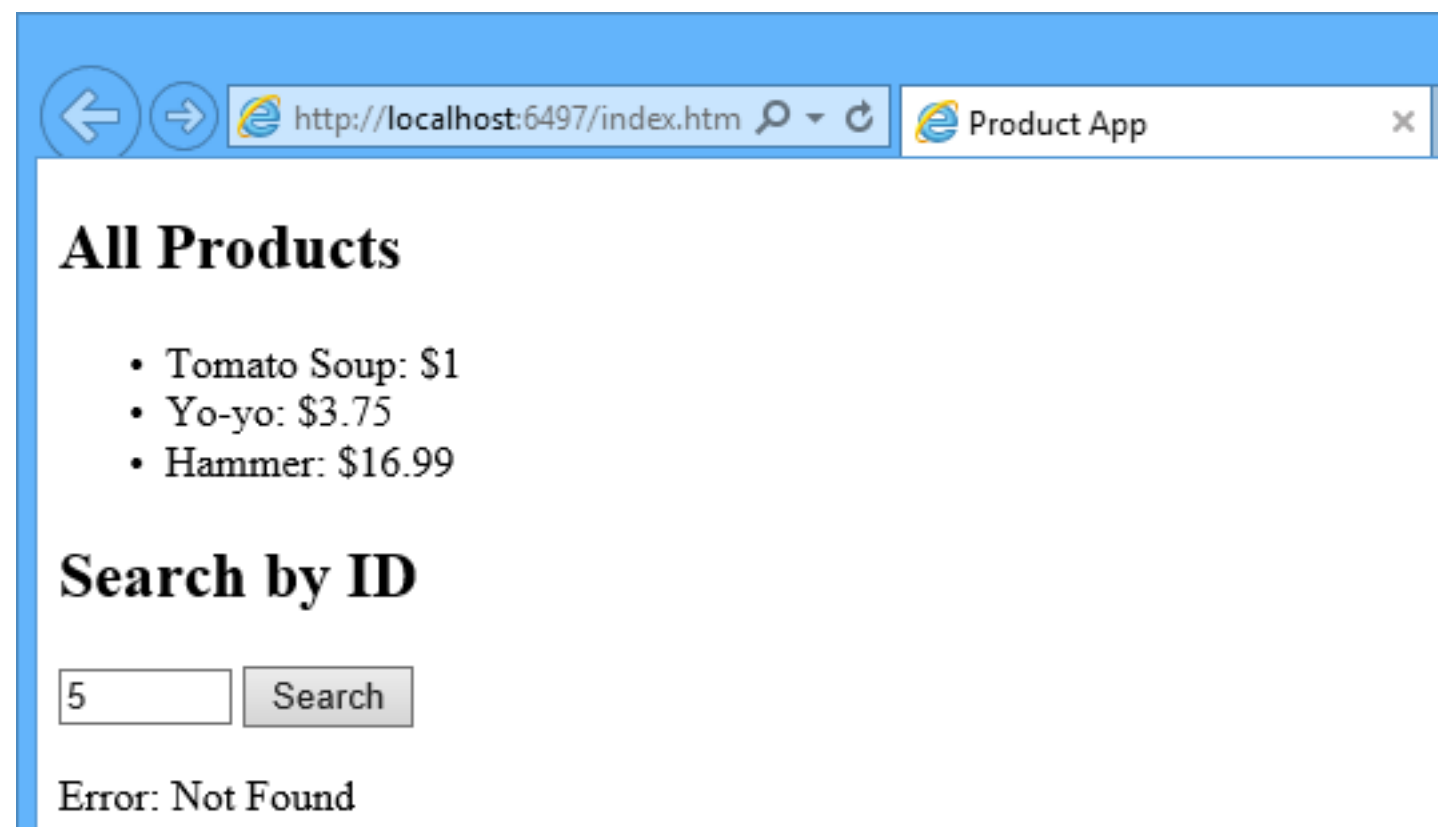 http://localhost:6497/index.htm
Product App
All Products
• Tomato Soup: $1
• Yo-yo: $3.75
• Hammer: $16.99
Search by ID
5
Search
Error: Not Found